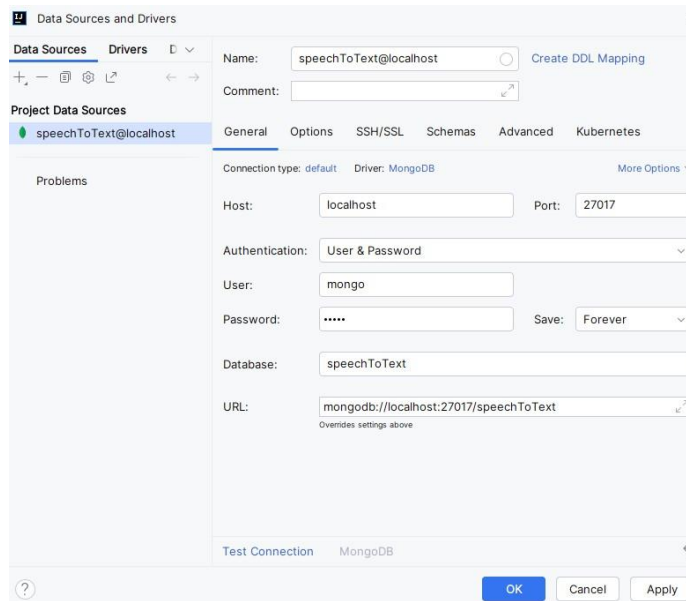 Data Sources and Drivers
Data Sources Drivers D
Project Data Sources
speechToText@localhost
Problems
Name: speechToText@localhost Create DDL Mapping
Comment:
General Options SSH/SSL Schemas Advanced Kubernetes
Connection type: default Driver: MongoDB More Options
Host: localhost Port: 27017
Authentication: User & Password
User: mongo
Password: ••••• Save: Forever
Database: speechToText
URL: mongodb://localhost:27017/speechToText
Overrides settings above
Test Connection MongoDB
? OK Cancel Apply